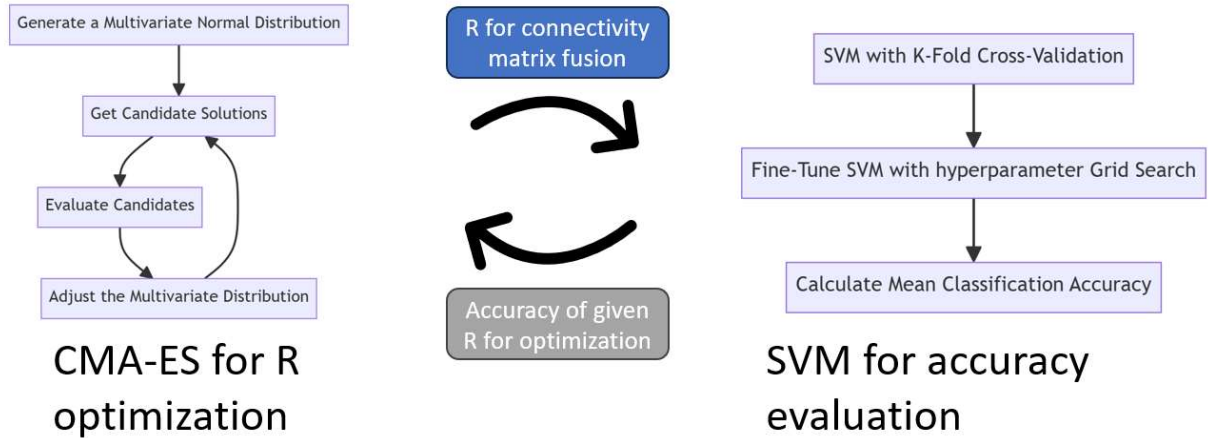 Generate a Multivariate Normal Distribution
Get Candidate Solutions
Evaluate Candidates
Adjust the Multivariate Distribution
CMA-ES for R
optimization
R for connectivity
matrix fusion
Accuracy of given
R for optimization
SVM with K-Fold Cross-Validation
Fine-Tune SVM with hyperparameter Grid Search
Calculate Mean Classification Accuracy
SVM for accuracy
evaluation